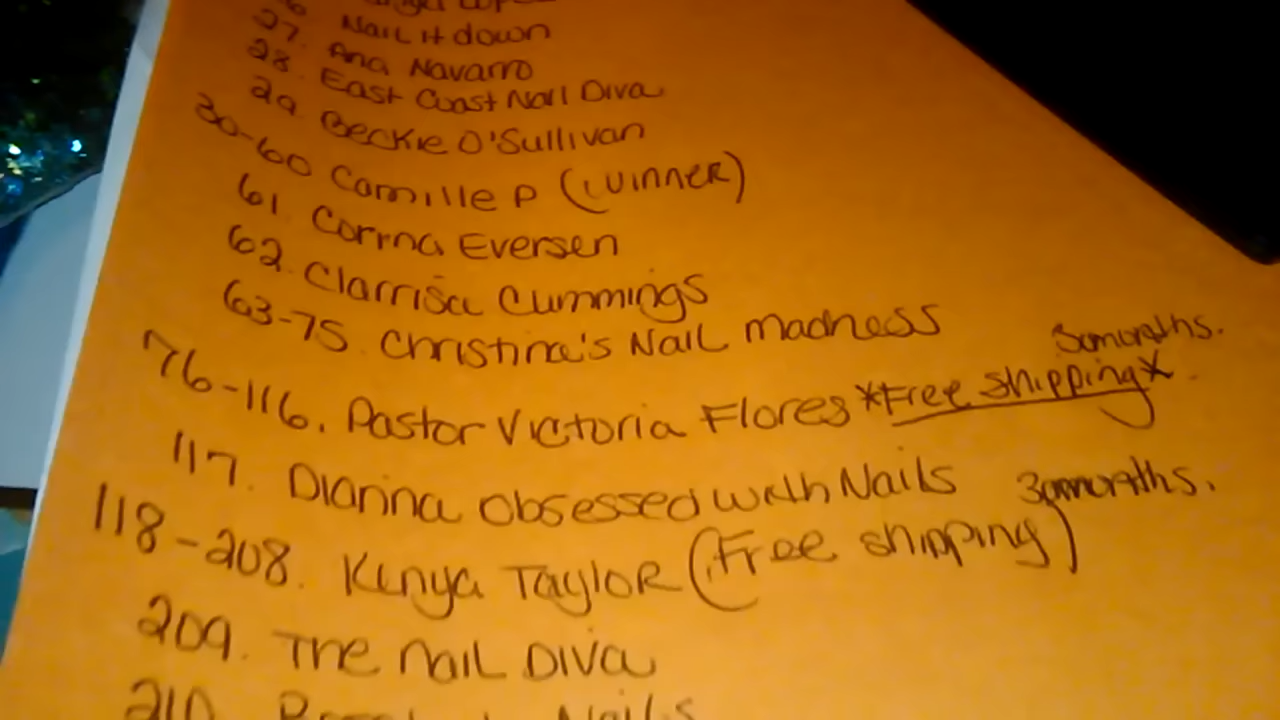 27. Nail it down
28. Ana Navarro
East Coast Nail Diva
29. Beckie O'Sullivan
30-60 Camille P (Winner)
61 Corrna Eversen
62. Clarrisa Cummings
63-75 Christina's Nail madness
3 months.
76-116. Pastor Victoria Flores *Free Shipping*
117. Dianna Obsessed with Nails 3 months.
118-208. Kenya Taylor (Free shipping)
209. The Nail Diva
210 Nails